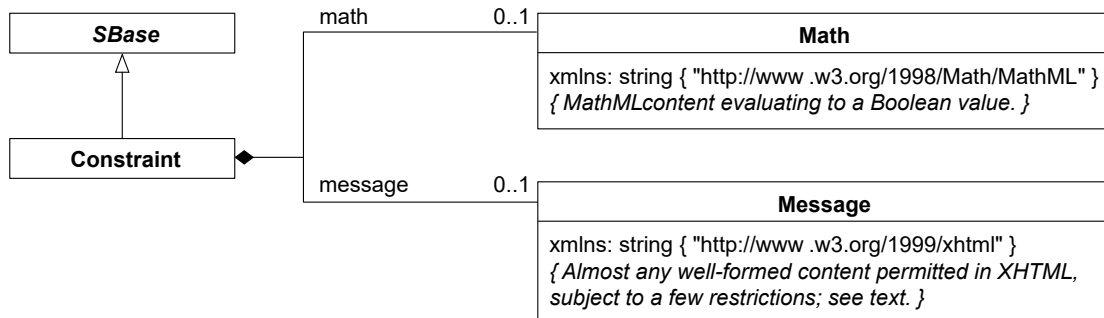 SBase
Constraint
math 0..1
Math
xmlns: string { "http://www .w3.org/1998/Math/MathML" }
{ MathMLcontent evaluating to a Boolean value. }
message 0..1
Message
xmlns: string { "http://www .w3.org/1999/xhtml" }
{ Almost any well-formed content permitted in XHTML,
subject to a few restrictions; see text. }